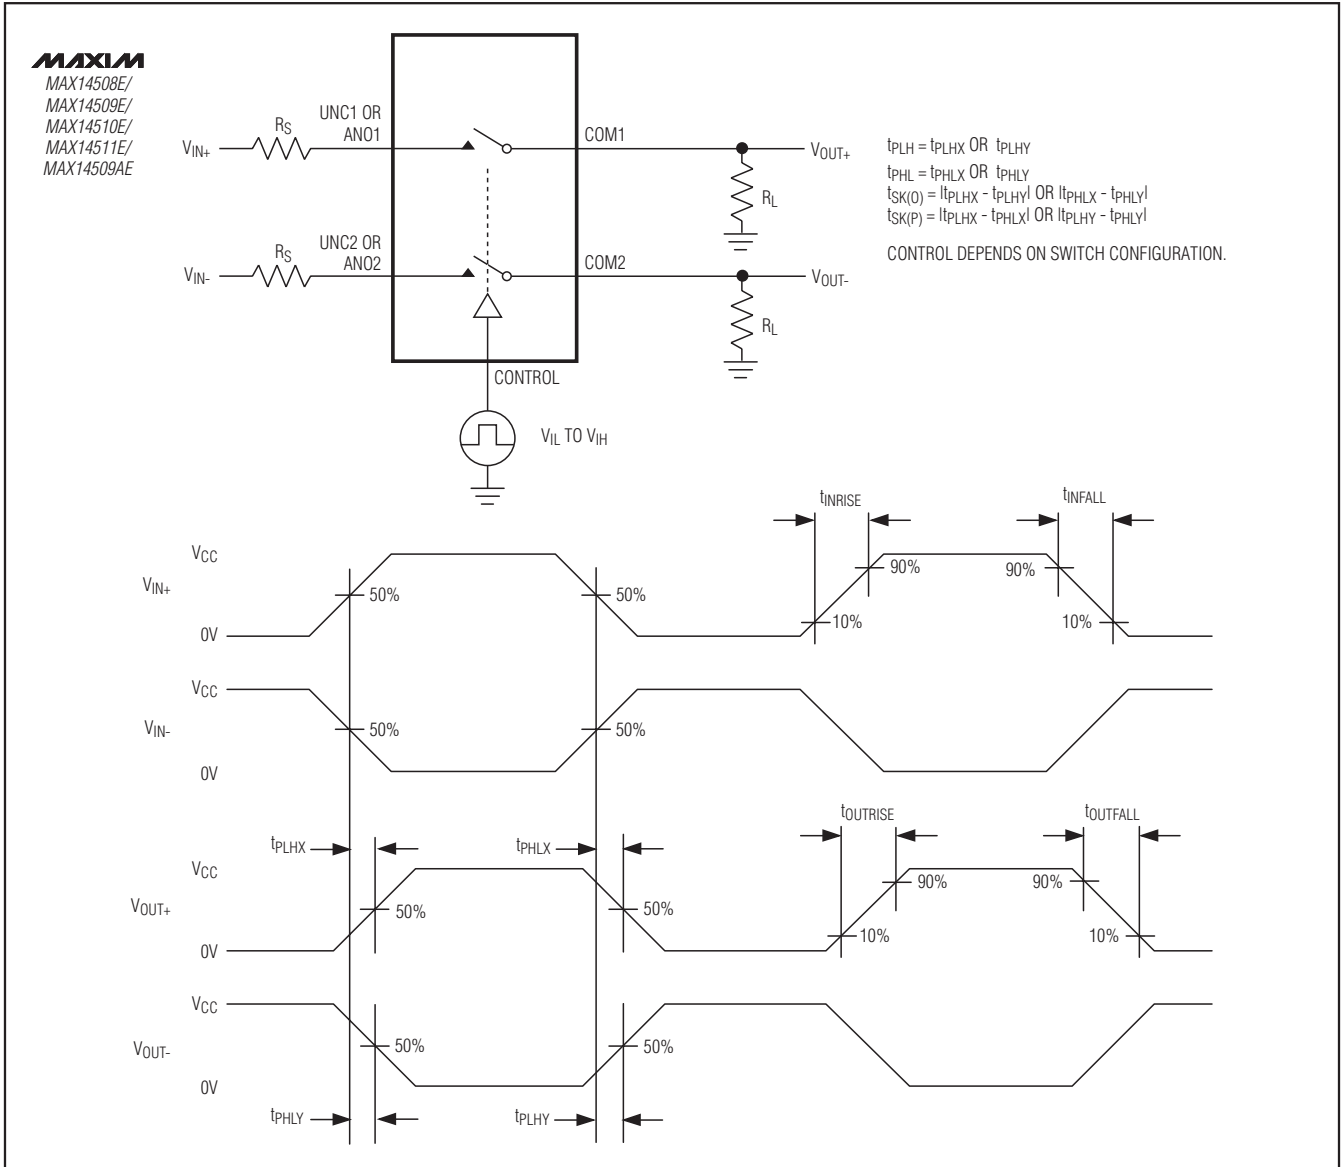 MAXIM
MAX14508E/
MAX14509E/
MAX14510E/
MAX14511E/
MAX14509AE
VIN+
RS
UNC1 OR
ANO1
COM1
VOUT+
RL
VIN-
RS
UNC2 OR
ANO2
COM2
VOUT-
RL
CONTROL
VIL TO VIH
tPLH = tPLHX OR tPLHY
tPHL = tPHLX OR tPHLY
tSK(O) = |tPLHX - tPLHY| OR |tPHLX - tPHLY|
tSK(P) = |tPLHX - tPHLX| OR |tPLHY - tPHLY|
CONTROL DEPENDS ON SWITCH CONFIGURATION.
tINRISE
tINFALL
VCC
VIN+
0V
50%
50%
90%
10%
90%
10%
VCC
VIN-
0V
50%
50%
tPLHX
tPHLX
tOUTRISE
tOUTFALL
VCC
VOUT+
0V
50%
50%
90%
10%
90%
10%
VCC
VOUT-
0V
50%
50%
tPHLY
tPLHY